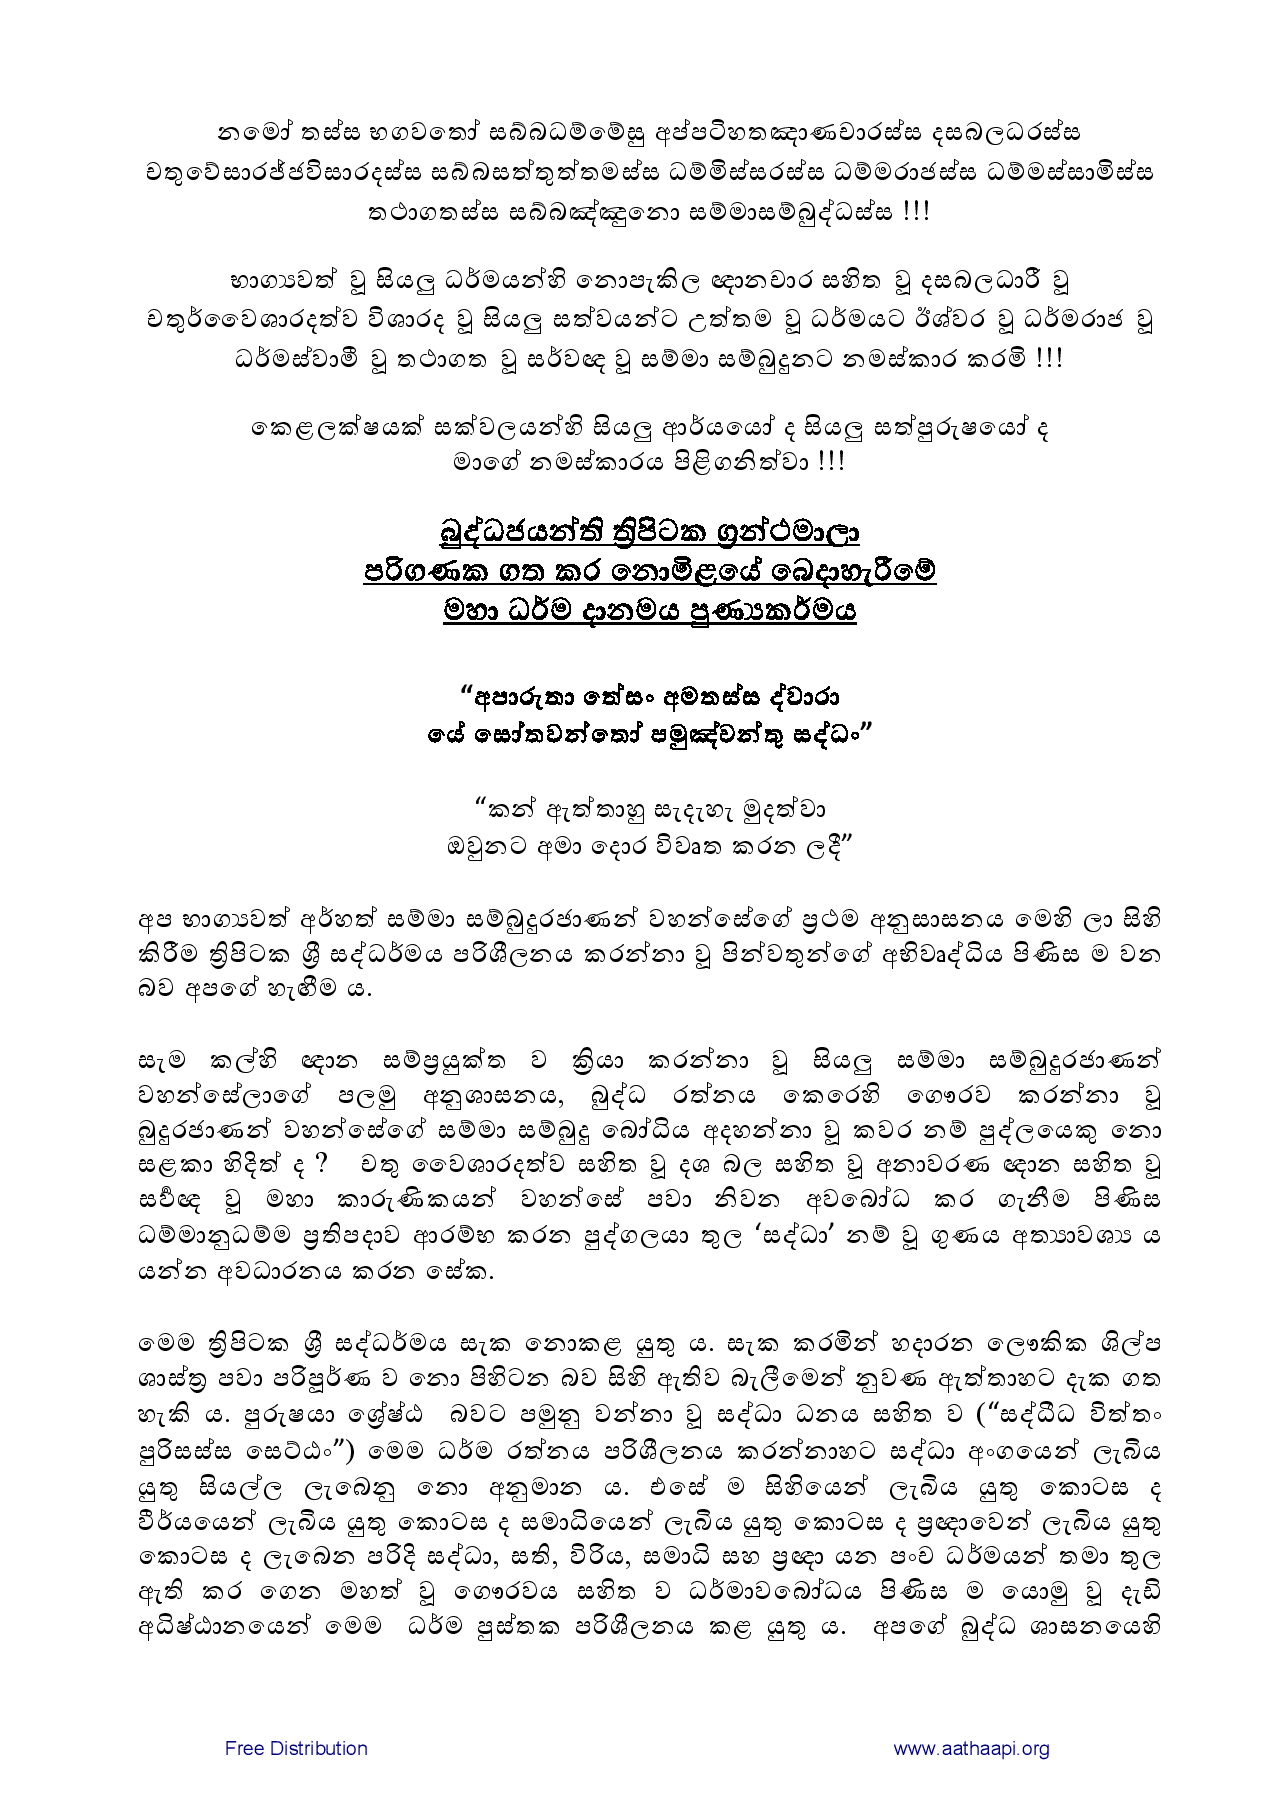 නමෝ තස්ස භගවතෝ සබ්බධම්මේසු අප්පටිහතඤාණචාරස්ස දසබලධරස්ස
චතුවේසාරජ්ජවිසාරදස්ස සබ්බසත්තුත්තමස්ස ධම්මිස්සරස්ස ධම්මරාජස්ස ධම්මස්සාමිස්ස
තථාගතස්ස සබ්බඤ්ඤුනො සම්මාසම්බුද්ධස්ස !!!
භාග්‍යවත් වූ සියලු ධර්මයන්හි නොපැකිල ඥානචාර සහිත වූ දසබලධාරී වූ
චතුර්වෛශාරදත්ව විශාරද වූ සියලු සත්වයන්ට උත්තම වූ ධර්මයට ඊශ්වර වූ ධර්මරාජ වූ
ධර්මස්වාමී වූ තථාගත වූ සර්වඥ වූ සම්මා සම්බුදුනට නමස්කාර කරමි !!!
කෙළලක්ෂයක් සක්වලයන්හි සියලු ආර්යයෝ ද සියලු සත්පුරුෂයෝ ද
මාගේ නමස්කාරය පිළිගනිත්වා !!!
බුද්ධජයන්ති ත්‍රිපිටක ග්‍රන්ථමාලා
පරිගණක ගත කර නොමිළයේ බෙදාහැරීමේ
මහා ධර්ම දානමය පුණ්‍යකර්මය
“අපාරුතා තේසං අමතස්ස ද්වාරා
යේ සෝතවන්තෝ පමුඤ්චන්තු සද්ධං”
“කන් ඇත්තාහු සැදැහැ මුදත්වා
ඔවුනට අමා දොර විවෘත කරන ලදී”
අප භාග්‍යවත් අර්හත් සම්මා සම්බුදුරජාණන් වහන්සේගේ ප්‍රථම අනුසාසනය මෙහි ලා සිහි
කිරීම ත්‍රිපිටක ශ්‍රී සද්ධර්මය පරිශීලනය කරන්නා වූ පින්වතුන්ගේ අභිවෘද්ධිය පිණිස ම වන
බව අපගේ හැඟීම ය.
සැම කල්හි ඥාන සම්ප්‍රයුක්ත ව ක්‍රියා කරන්නා වූ සියලු සම්මා සම්බුදුරජාණන්
වහන්සේලාගේ පලමු අනුශාසනය, බුද්ධ රත්නය කෙරෙහි ගෞරව කරන්නා වූ
බුදුරජාණන් වහන්සේගේ සම්මා සම්බුදු බෝධිය අදහන්නා වූ කවර නම් පුද්ලයෙකු නො
සළකා හිදිත් ද ? චතු වෛශාරදත්ව සහිත වූ දශ බල සහිත වූ අනාවරණ ඥාන සහිත වූ
සර්‍වඥ වූ මහා කාරුණිකයන් වහන්සේ පවා නිවන අවබෝධ කර ගැනීම පිණිස
ධම්මානුධම්ම ප්‍රතිපදාව ආරම්භ කරන පුද්ගලයා තුල ‘සද්ධා’ නම් වූ ගුණය අත්‍යාවශ්‍ය ය
යන්න අවධාරනය කරන සේක.
මෙම ත්‍රිපිටක ශ්‍රී සද්ධර්මය සැක නොකළ යුතු ය. සැක කරමින් හදාරන ලෞකික ශිල්ප
ශාස්ත්‍ර පවා පරිපූර්ණ ව නො පිහිටන බව සිහි ඇතිව බැලීමෙන් නුවණ ඇත්තාහට දැක ගත
හැකි ය. පුරුෂයා ශ්‍රේෂ්ඨ බවට පමුනු වන්නා වූ සද්ධා ධනය සහිත ව (“සද්ධීධ විත්තං
පුරිසස්ස සෙට්ඨං”) මෙම ධර්ම රත්නය පරිශීලනය කරන්නාහට සද්ධා අංගයෙන් ලැබිය
යුතු සියල්ල ලැබෙනු නො අනුමාන ය. එසේ ම සිහියෙන් ලැබිය යුතු කොටස ද
වීර්යයෙන් ලැබිය යුතු කොටස ද සමාධියෙන් ලැබිය යුතු කොටස ද ප්‍රඥාවෙන් ලැබිය යුතු
කොටස ද ලැබෙන පරිදි සද්ධා, සති, විරිය, සමාධි සහ ප්‍රඥා යන පංච ධර්මයන් තමා තුල
ඇති කර ගෙන මහත් වූ ගෞරවය සහිත ව ධර්මාවබෝධය පිණිස ම යොමු වූ දැඩි
අධිෂ්ඨානයෙන් මෙම ධර්ම පුස්තක පරිශීලනය කළ යුතු ය. අපගේ බුද්ධ ශාසනයෙහි
Free Distribution www.aathaapi.org